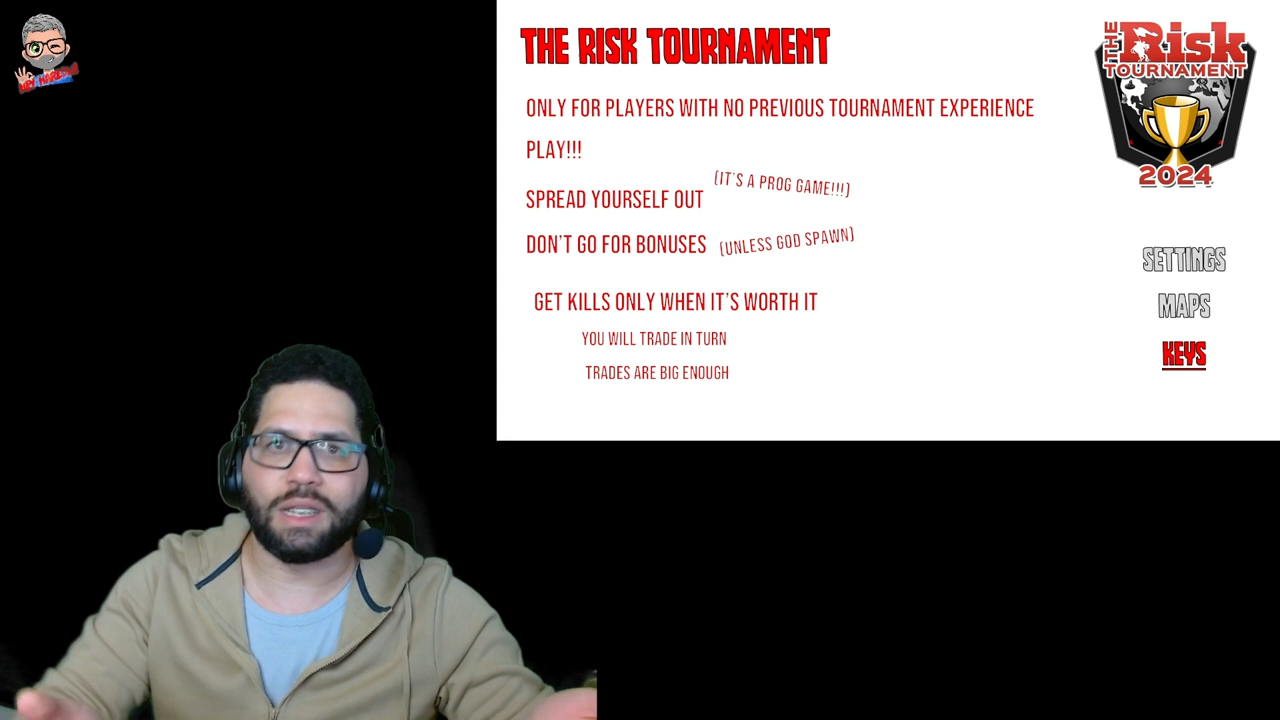 THE RISK TOURNAMENT
ONLY FOR PLAYERS WITH NO PREVIOUS TOURNAMENT EXPERIENCE
PLAY!!!
SPREAD YOURSELF OUT (IT'S A PROG GAME!!!)
DON'T GO FOR BONUSES (UNLESS GOD SPAWN)
GET KILLS ONLY WHEN IT'S WORTH IT
YOU WILL TRADE IN TURN
TRADES ARE BIG ENOUGH
THE Risk
TOURNAMENT
2024
SETTINGS
MAPS
KEYS